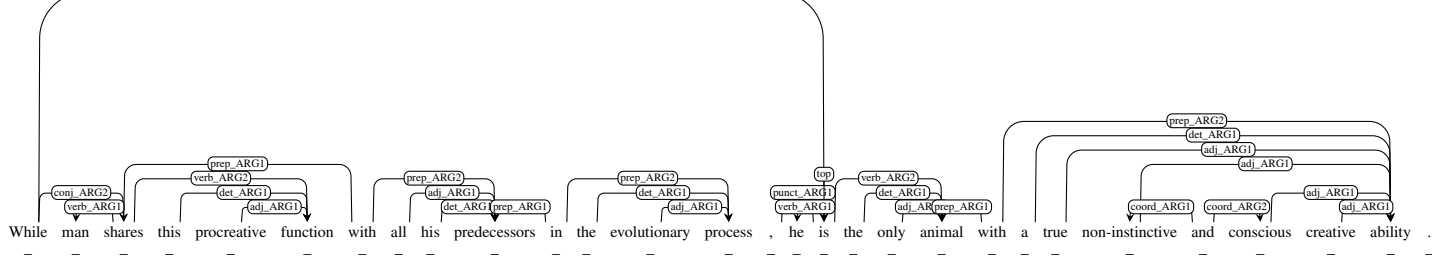 top
prep_ARG2
det_ARG1
adj_ARG1
adj_ARG1
prep_ARG1
verb_ARG2 prep_ARG2 prep_ARG2 verb_ARG2
conj_ARG2 det_ARG1 adj_ARG1 det_ARG1 punct_ARG1 det_ARG1 adj_ARG1
verb_ARG1 adj_ARG1 det_ARG1 prep_ARG1 adj_ARG1 verb_ARG1 prep_ARG1 coord_ARG1 coord_ARG2 adj_ARG1
While man shares this procreative function with all his predecessors in the evolutionary process , he is the only animal with a true non-instinctive and conscious creative ability .
_ _ _ _ _ _ _ _ _ _ _ _ _ _ _ _ _ _ _ _ _ _ _ _ _ _ _ _ _ _